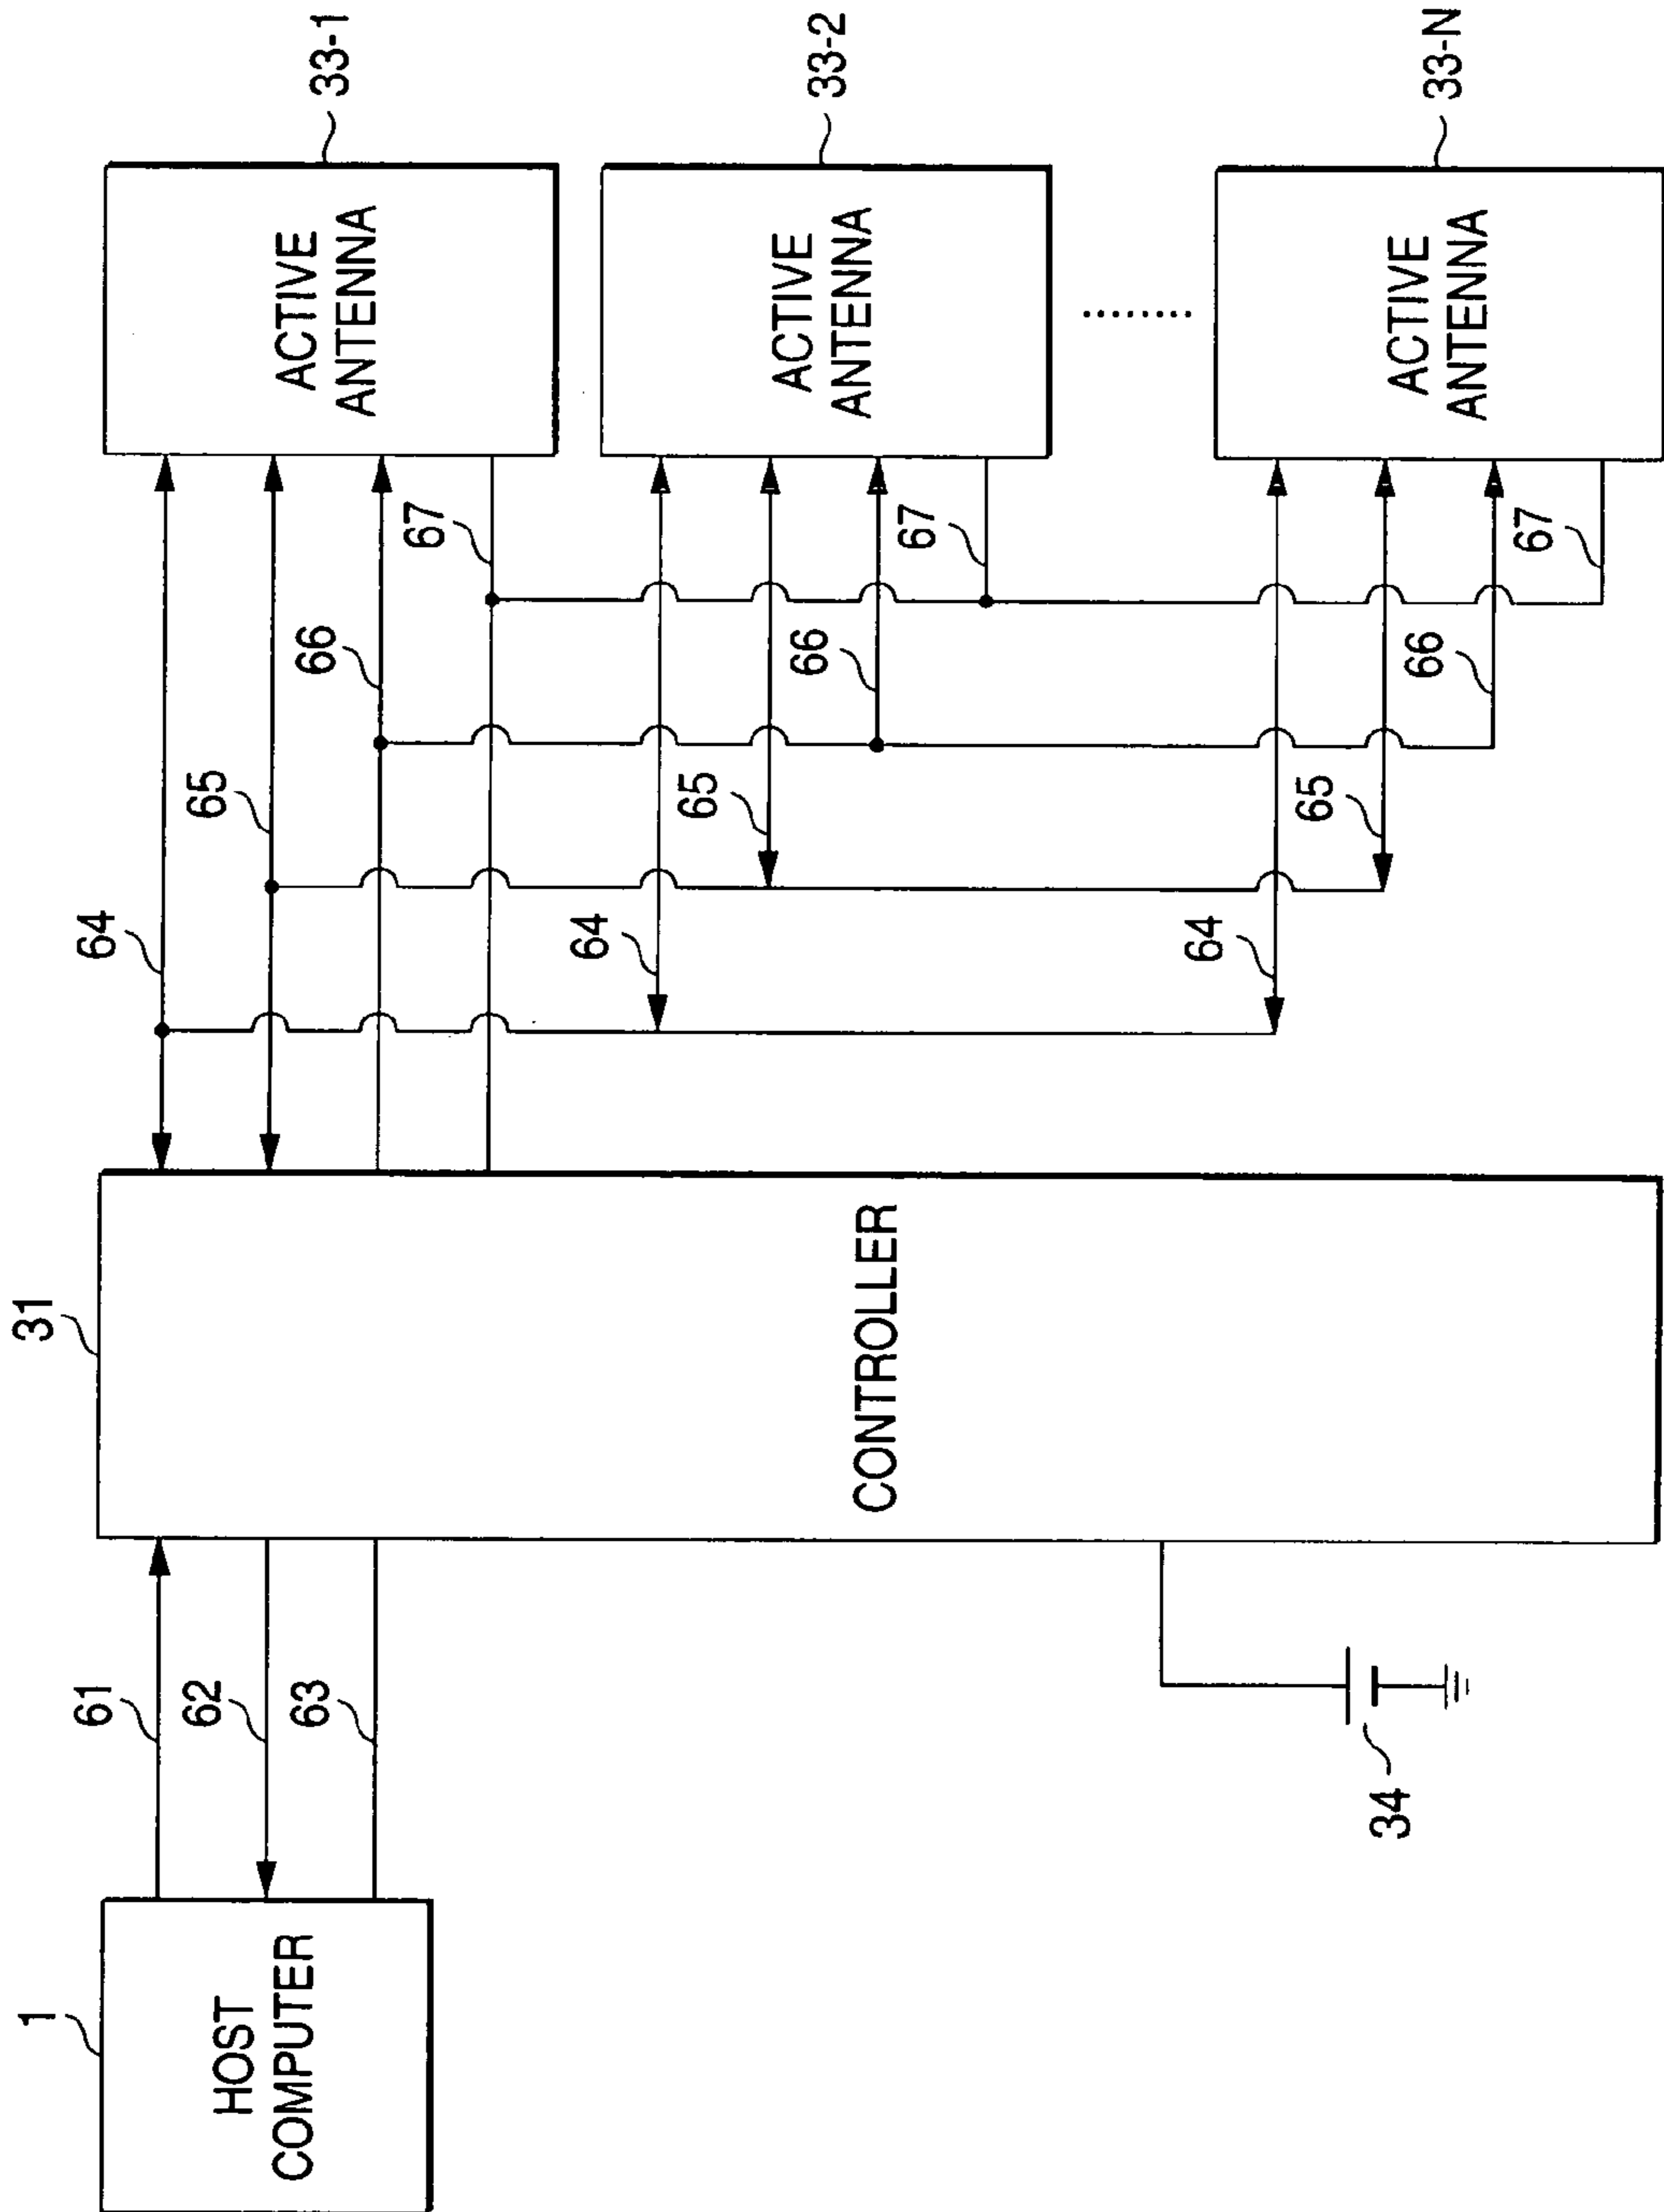 1
HOST
COMPUTER
61
62
63
31
CONTROLLER
34
64
65
66
67
ACTIVE
ANTENNA
33-1
64
65
66
67
ACTIVE
ANTENNA
33-2
........
64
65
66
67
ACTIVE
ANTENNA
33-N